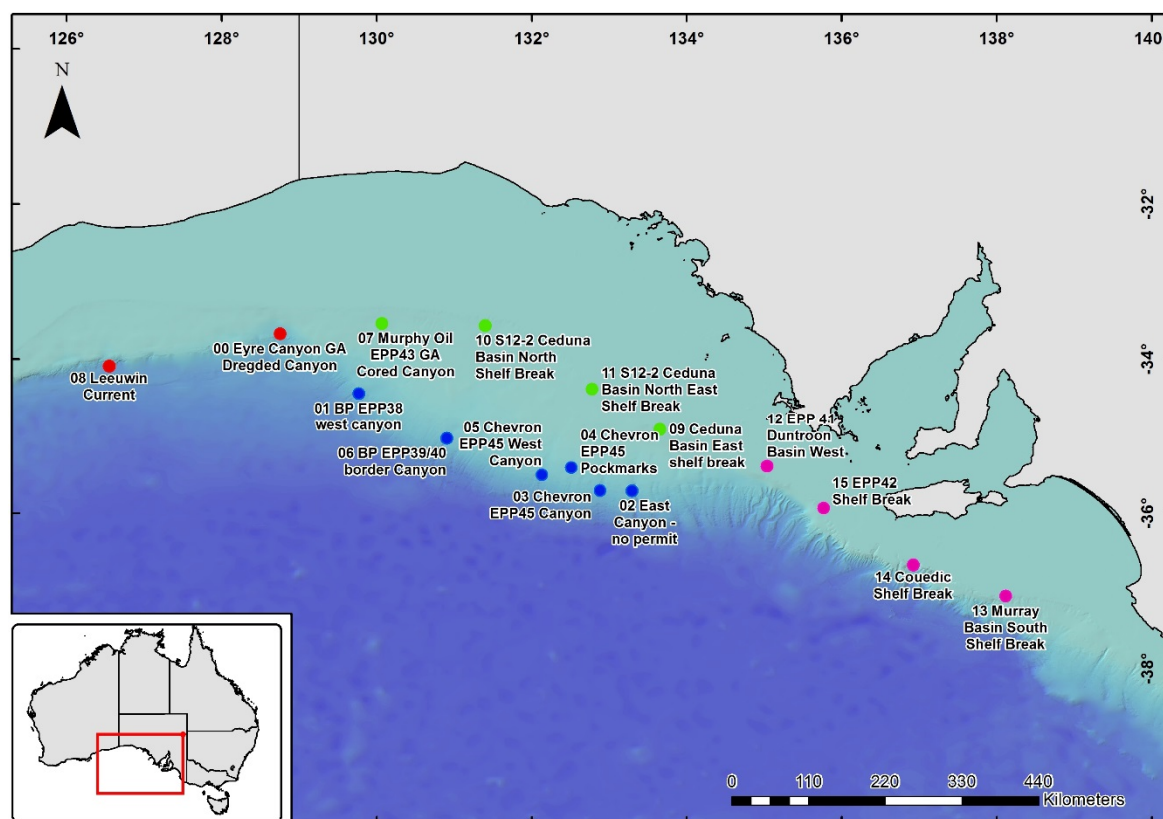 126°
128°
130°
132°
134°
136°
138°
140
N
-32°
-34°
-36°
-38°
08 Leeuwin
Current
00 Eyre Canyon GA
Dregded Canyon
07 Murphy Oil
EPP43 GA
Cored Canyon
10 S12-2 Ceduna
Basin North
Shelf Break
11 S12-2 Ceduna
Basin North East
Shelf Break
01 BP EPP38
west canyon
06 BP EPP39/40
border Canyon
05 Chevron
EPP45 West
Canyon
04 Chevron
EPP45
Pockmarks
09 Ceduna
Basin East
shelf break
12 EPP 41
Duntroon
Basin West
03 Chevron
EPP45 Canyon
02 East
Canyon -
no permit
15 EPP42
Shelf Break
14 Couedic
Shelf Break
13 Murray
Basin South
Shelf Break
0
110
220
330
440
Kilometers